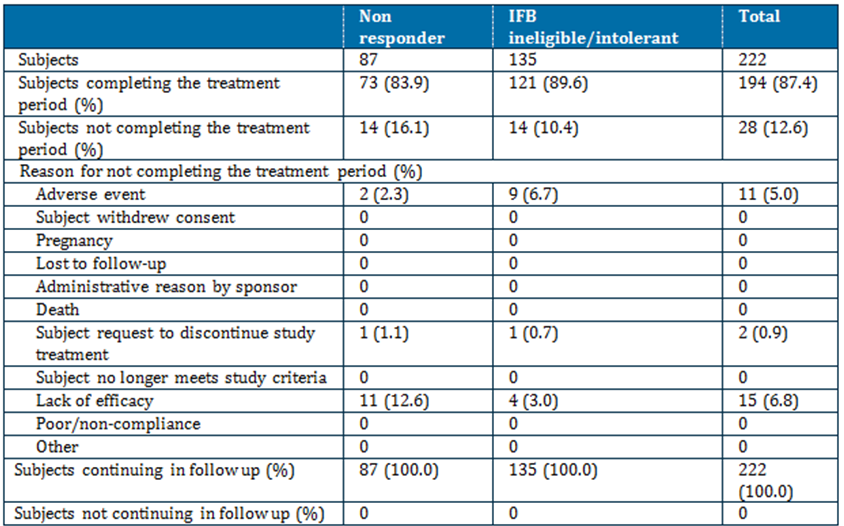 Non responder IFB ineligible/intolerant Total
Subjects 87 135 222
Subjects completing the treatment period (%) 73 (83.9) 121 (89.6) 194 (87.4)
Subjects not completing the treatment period (%) 14 (16.1) 14 (10.4) 28 (12.6)
Reason for not completing the treatment period (%)
Adverse event 2 (2.3) 9 (6.7) 11 (5.0)
Subject withdrew consent 0 0 0
Pregnancy 0 0 0
Lost to follow-up 0 0 0
Administrative reason by sponsor 0 0 0
Death 0 0 0
Subject request to discontinue study treatment 1 (1.1) 1 (0.7) 2 (0.9)
Subject no longer meets study criteria 0 0 0
Lack of efficacy 11 (12.6) 4 (3.0) 15 (6.8)
Poor/non-compliance 0 0 0
Other 0 0 0
Subjects continuing in follow up (%) 87 (100.0) 135 (100.0) 222 (100.0)
Subjects not continuing in follow up (%) 0 0 0